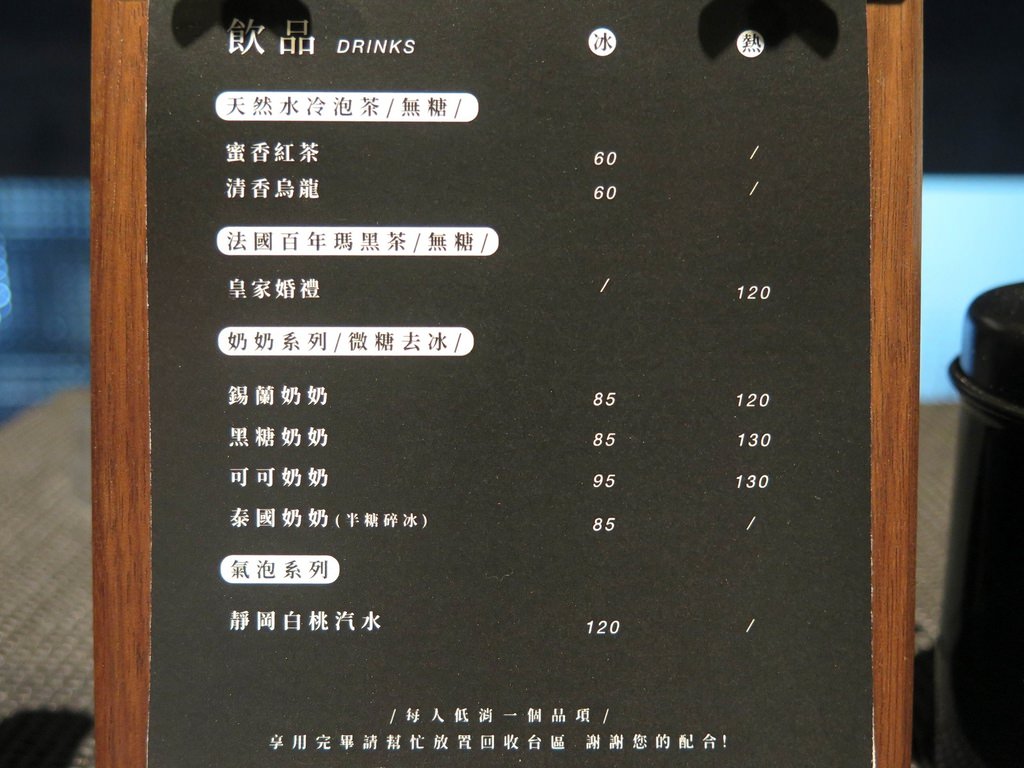 飲品 DRINKS 冰 熱
天然水冷泡茶/無糖/
蜜香紅茶 60 /
清香烏龍 60 /
法國百年瑪黑茶/無糖/
皇家婚禮 / 120
奶奶系列/微糖去冰/
錫蘭奶奶 85 120
黑糖奶奶 85 130
可可奶奶 95 130
泰國奶奶(半糖碎冰) 85 /
氣泡系列
靜岡白桃汽水 120 /
/每人低消一個品項/
享用完畢請幫忙放置回收台區 謝謝您的配合!